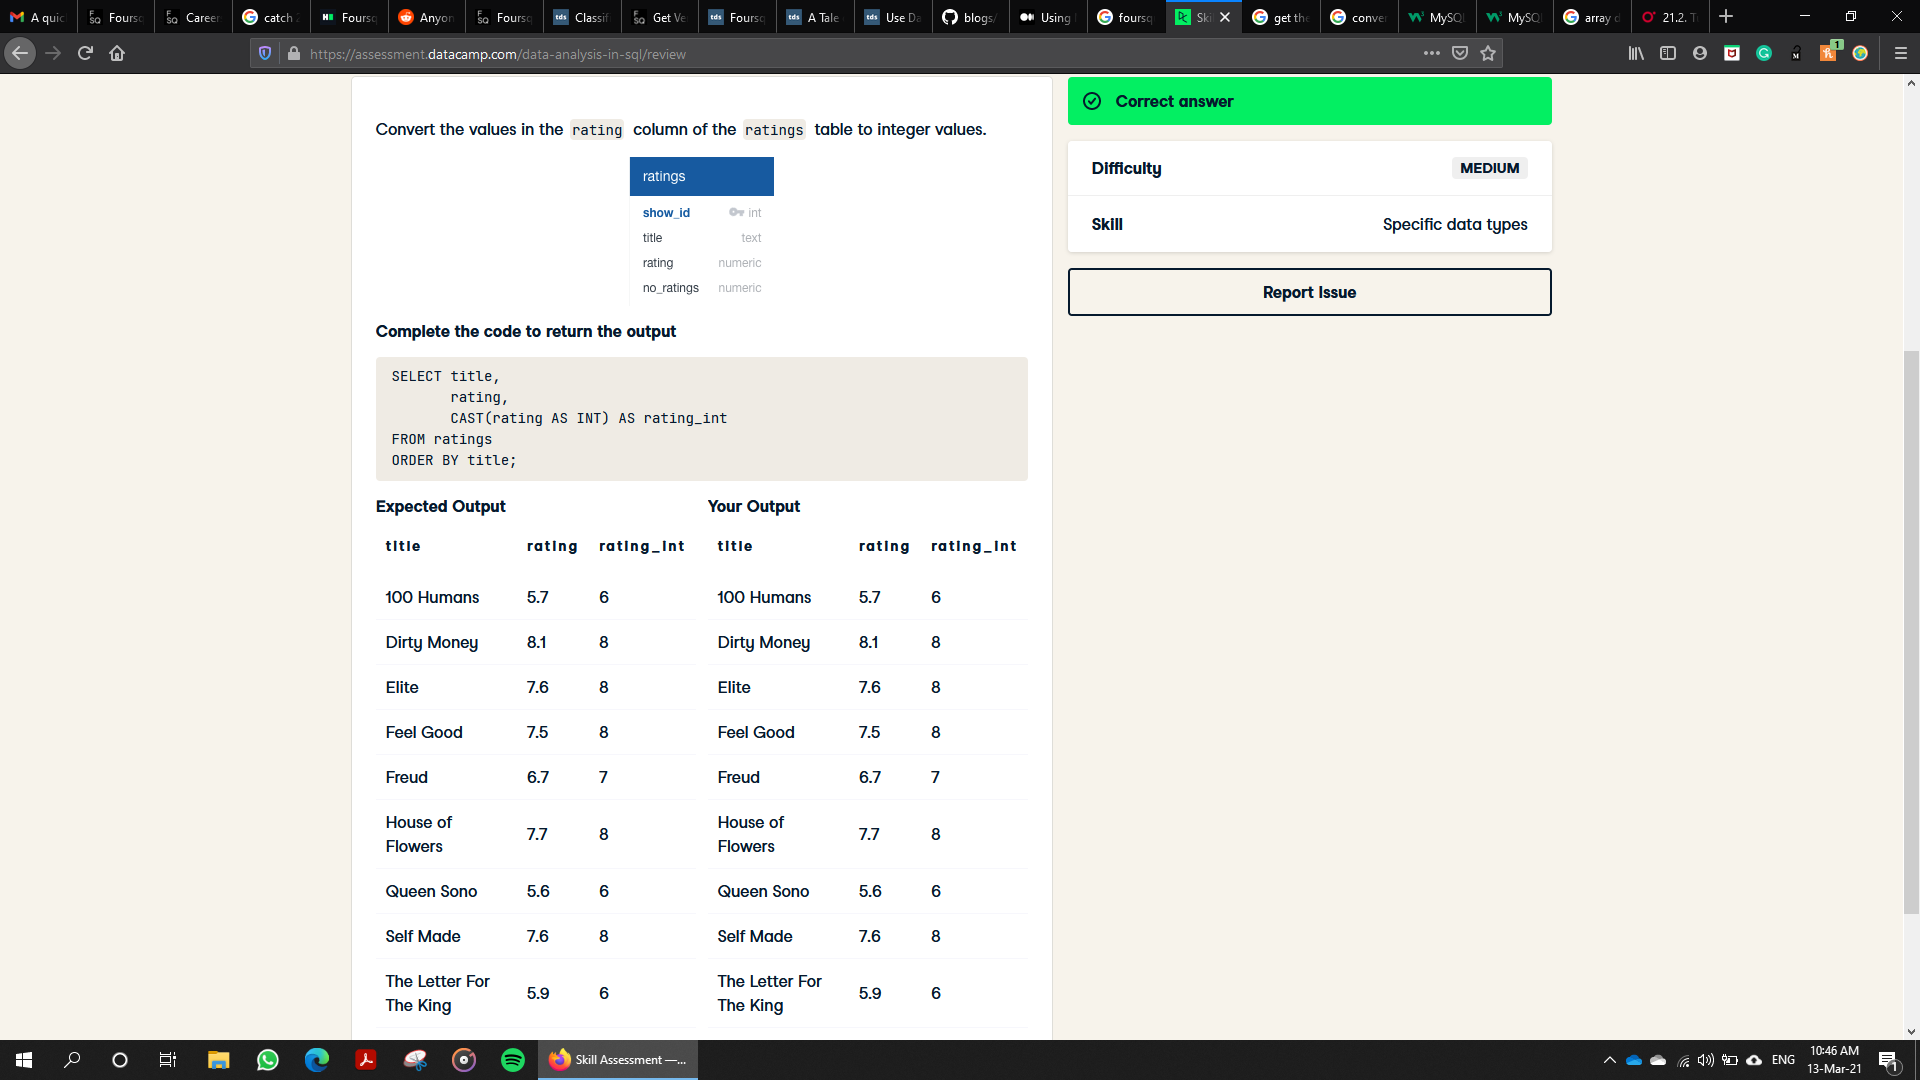 A quick
Foursq
Career
catch
Foursq
Anyon
Foursq
Classif
Get Ve
Foursq
A Tale
Use Da
blogs/
Using
foursq
Ski
get the
conver
MySQL
MySQL
array d
21.2. T
https://assessment.datacamp.com/data-analysis-in-sql/review
1
Convert the values in the rating column of the ratings table to integer values.
ratings
show_id int
title text
rating numeric
no_ratings numeric
Complete the code to return the output
SELECT title,
rating,
CAST(rating AS INT) AS rating_int
FROM ratings
ORDER BY title;
Expected Output
title rating rating_int
100 Humans 5.7 6
Dirty Money 8.1 8
Elite 7.6 8
Feel Good 7.5 8
Freud 6.7 7
House of
Flowers 7.7 8
Queen Sono 5.6 6
Self Made 7.6 8
The Letter For
The King 5.9 6
Your Output
title rating rating_int
100 Humans 5.7 6
Dirty Money 8.1 8
Elite 7.6 8
Feel Good 7.5 8
Freud 6.7 7
House of
Flowers 7.7 8
Queen Sono 5.6 6
Self Made 7.6 8
The Letter For
The King 5.9 6
Correct answer
Difficulty MEDIUM
Skill Specific data types
Report Issue
Skill Assessment —...
ENG
10:46 AM
13-Mar-21
1